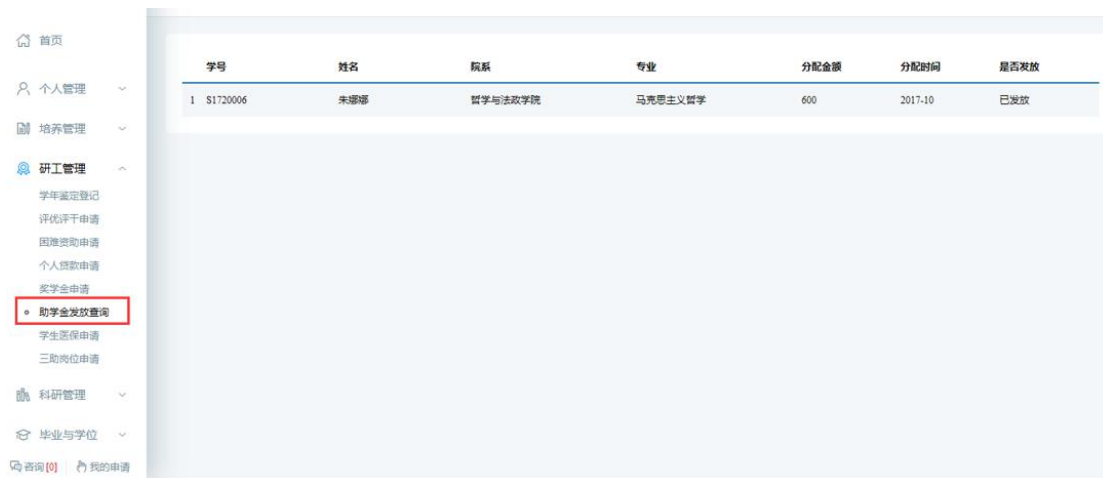 首页
个人管理
培养管理
研工管理
学年鉴定登记
评优评干申请
困难资助申请
个人贷款申请
奖学金申请
助学金发放查询
学生医保申请
三助岗位申请
科研管理
毕业与学位
咨询[0] 我的申请
学号 姓名 院系 专业 分配金额 分配时间 是否发放
1 S1720006 朱娜娜 哲学与法政学院 马克思主义哲学 600 2017-10 已发放